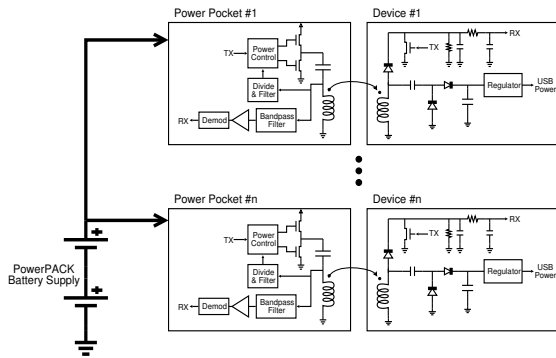 Power Pocket #1
Device #1
TX
Power
Control
Divide
& Filter
RX
Demod
Bandpass
Filter
TX
RX
Regulator
USB
Power
Power Pocket #n
Device #n
TX
Power
Control
Divide
& Filter
RX
Demod
Bandpass
Filter
TX
RX
Regulator
USB
Power
+
PowerPACK
Battery Supply
+